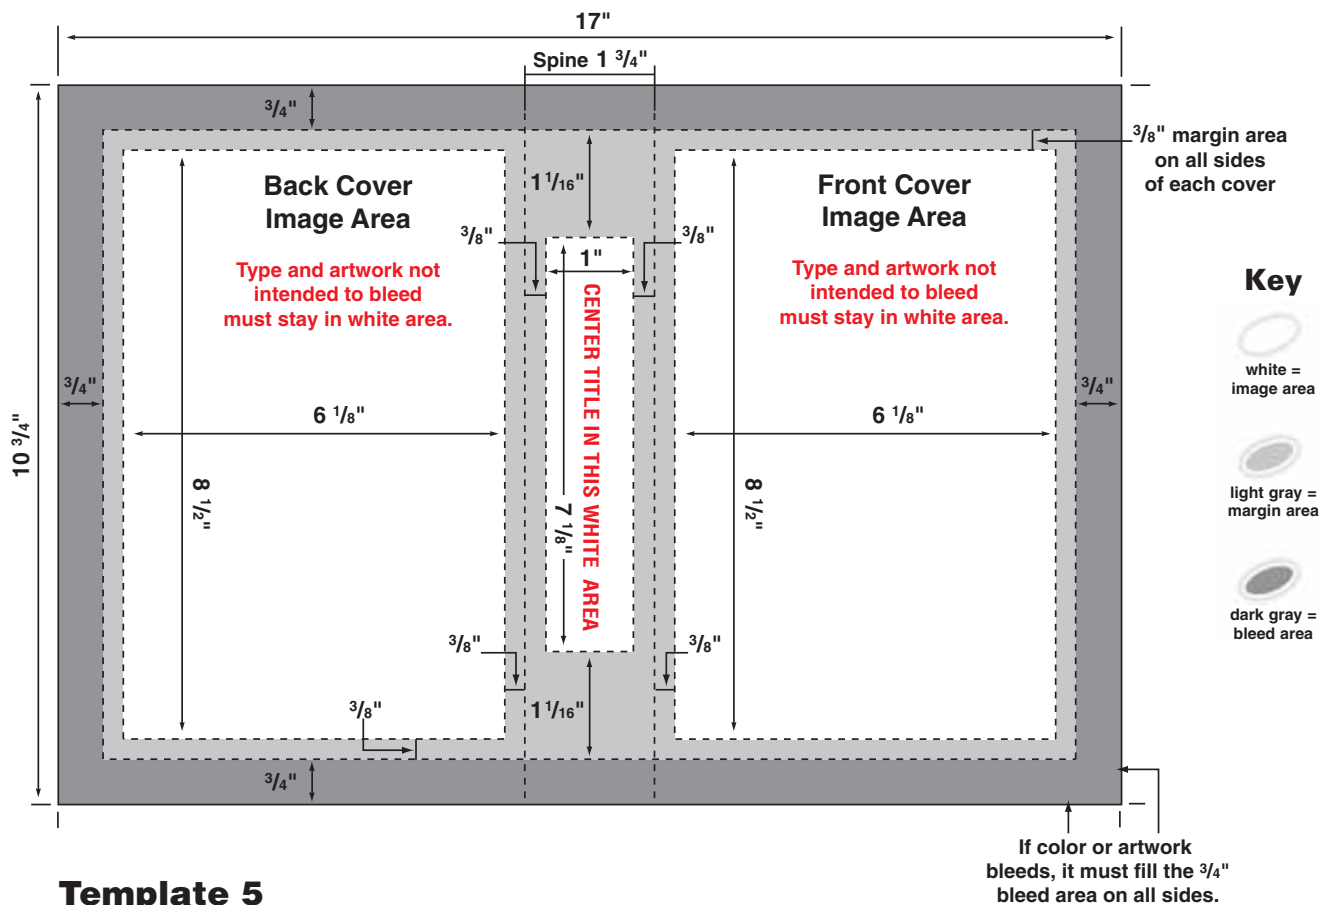 17"
Spine 1 3/4"
3/4"
3/8" margin area
on all sides
of each cover
Back Cover
Image Area
Type and artwork not
intended to bleed
must stay in white area.
1 1/16"
3/8"
3/8"
1"
Front Cover
Image Area
Type and artwork not
intended to bleed
must stay in white area.
Key
white =
image area
light gray =
margin area
dark gray =
bleed area
3/4"
10 3/4"
6 1/8"
8 1/2"
CENTER TITLE IN THIS WHITE AREA
7 1/8"
6 1/8"
8 1/2"
3/4"
3/8"
3/8"
1 1/16"
3/8"
3/4"
If color or artwork
bleeds, it must fill the 3/4"
bleed area on all sides.
Template 5